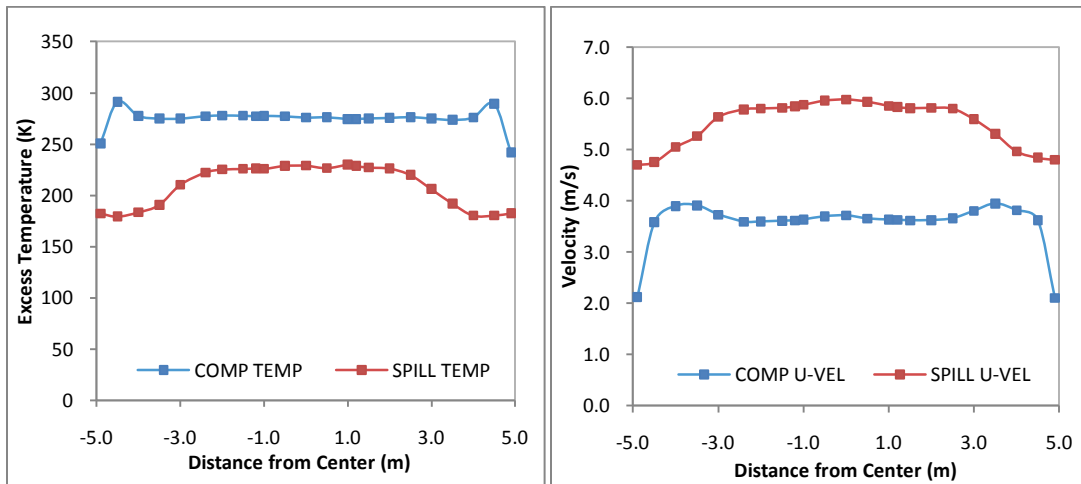 350
300
250
200
150
100
50
0
Excess Temperature (K)
COMP TEMP
SPILL TEMP
-5.0 -3.0 -1.0 1.0 3.0 5.0
Distance from Center (m)
7.0
6.0
5.0
4.0
3.0
2.0
1.0
0.0
Velocity (m/s)
COMP U-VEL
SPILL U-VEL
-5.0 -3.0 -1.0 1.0 3.0 5.0
Distance from Center (m)